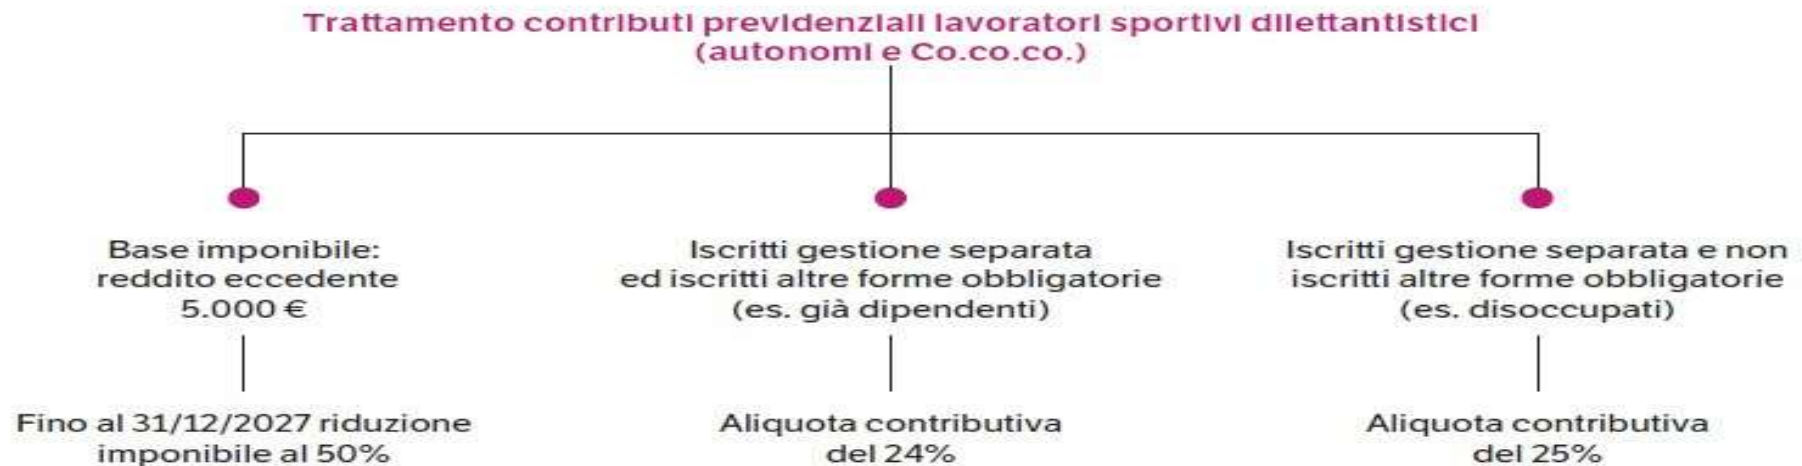 Trattamento contributi previdenziali lavoratori sportivi dilettantistici
(autonomi e Co.co.co.)
Base imponibile:
reddito eccedente
5.000 €
Fino al 31/12/2027 riduzione
imponibile al 50%
Iscritti gestione separata
ed iscritti altre forme obbligatorie
(es. già dipendenti)
Aliquota contributiva
del 24%
Iscritti gestione separata e non
iscritti altre forme obbligatorie
(es. disoccupati)
Aliquota contributiva
del 25%